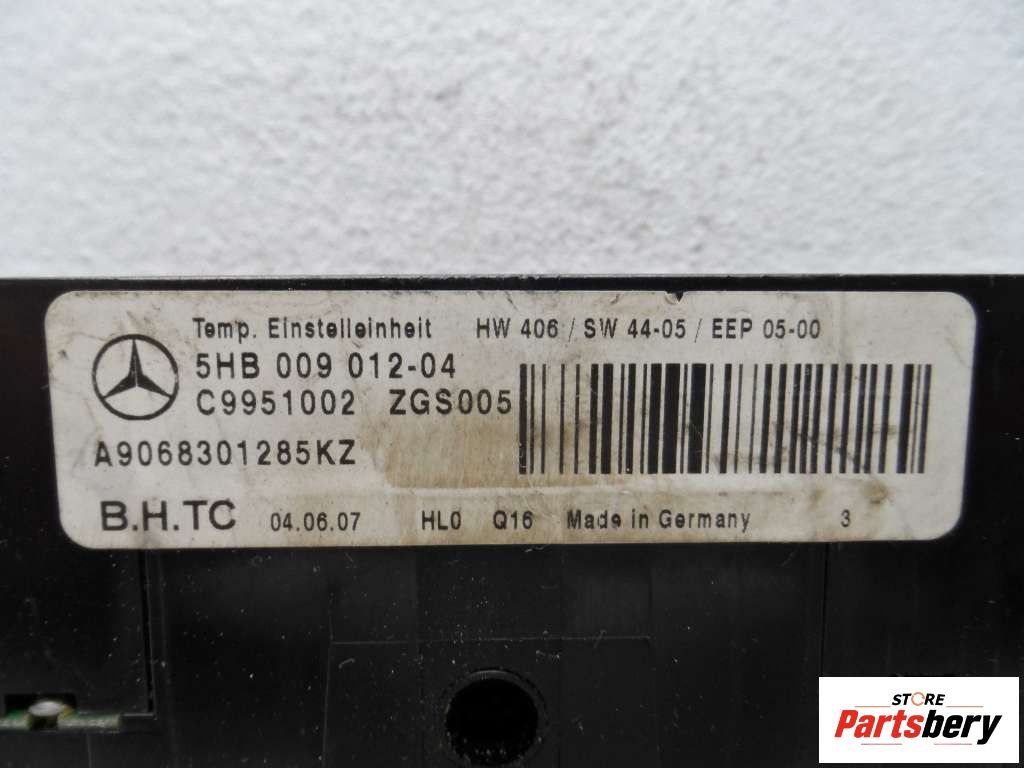 Temp. Einstelleinheit HW 406 / SW 44-05 / EEP 05-00
5HB 009 012-04
C9951002 ZGS005
A9068301285KZ
B.H.TC 04.06.07 HL0 Q16 Made in Germany 3
STORE
Partsbery